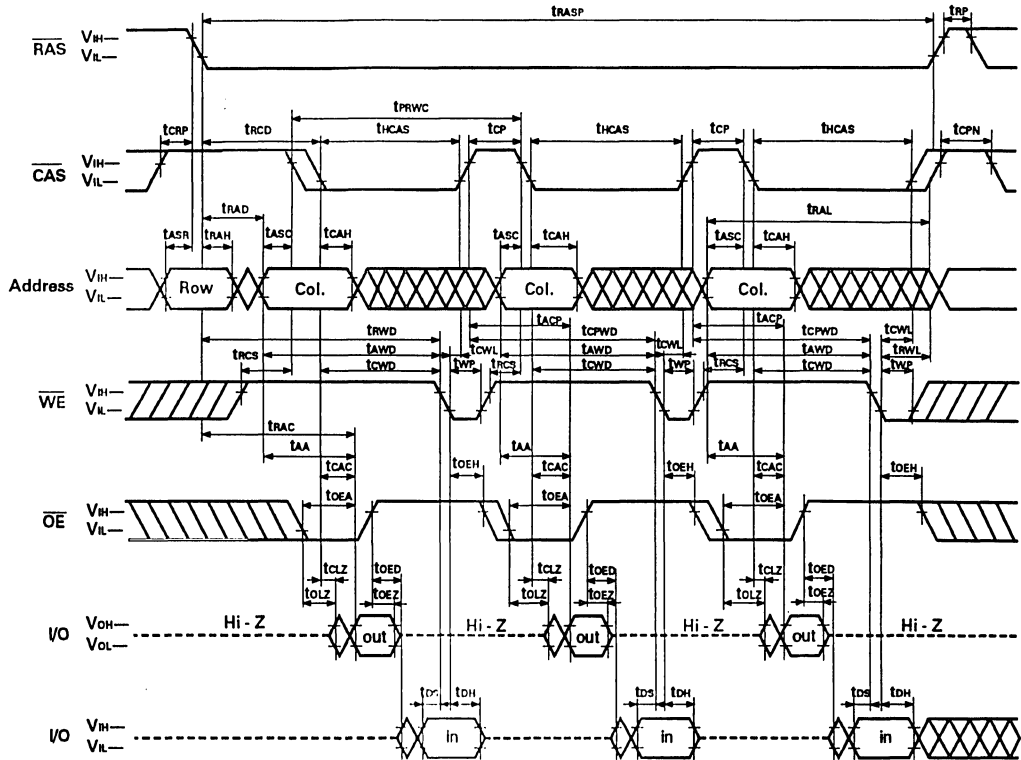 tRASP tRP
RAS VIH
VIL
tPRWC
tCRP tRCD tHCAS tCP tHCAS tCP tHCAS tCPN
CAS VIH
VIL
tRAD tRAL
tASR tRAH tASC tCAH tASC tCAH tASC tCAH
Address VIH
VIL
Row Col. Col. Col.
tACP tACP
tRWD tCPWD tCPWD tCWL
tAWD tCWL tAWD tCWL tAWD tRWL
tRCS tCWD tWP tRCS tCWD tWP tRCS tCWD tWP
WE VIH
VIL
tRAC
tAA tAA tAA
tCAC tOEH tCAC tOEH tCAC tOEH
tOEA tOEA tOEA
OE VIH
VIL
tCLZ tOED tCLZ tOED tCLZ tOED
tOLZ tOEZ tOLZ tOEZ tOLZ tOEZ
I/O VOH
VOL
Hi - Z out Hi - Z out Hi - Z out Hi - Z
tDS tDH tDS tDH tDS tDH
I/O VIH
VIL
in in in